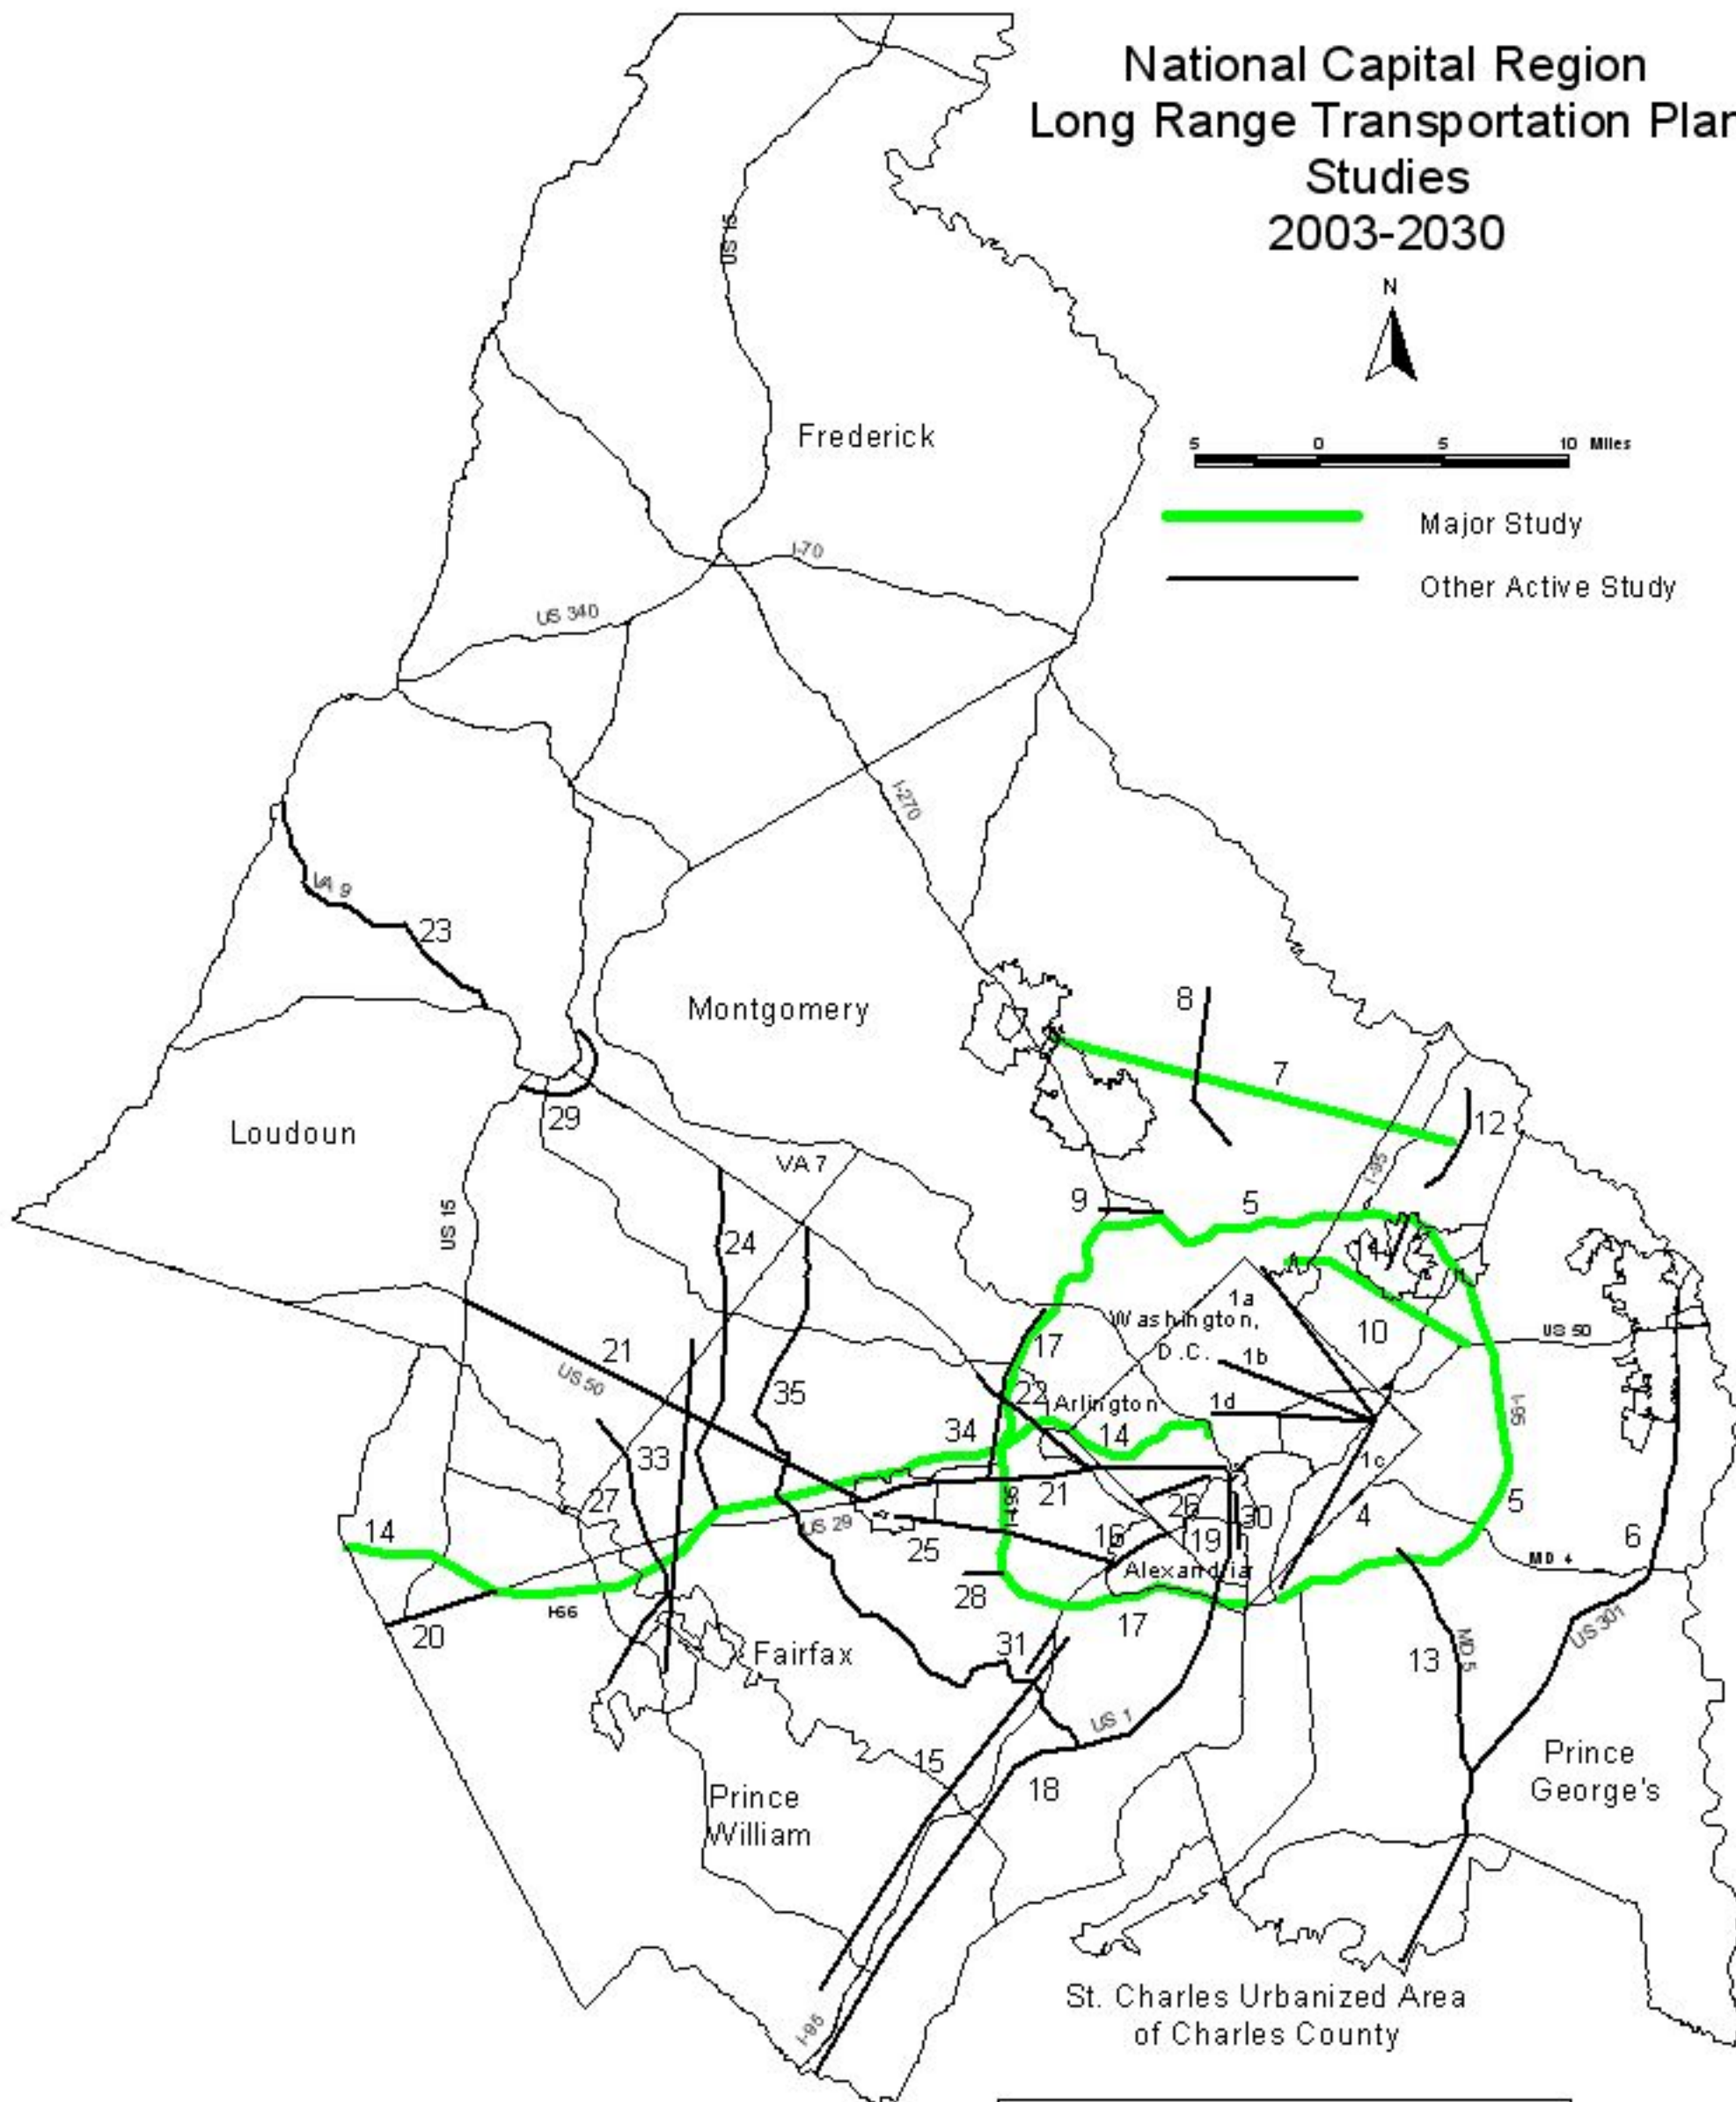 National Capital Region
Long Range Transportation Plan
Studies
2003-2030
N
5 0 5 10 Miles
Major Study
Other Active Study
US 15
Frederick
I-70
US 340
I-270
VA 9
23
Montgomery
8
7
12
29
Loudoun
VA 7
I-95
9
5
US 15
24
11
1a
Washington,
D.C.
10
US 50
17
21
US 50
1b
35
22
Arlington
1d
I-95
34
14
33
1c
27
I-495
21
26
30
4
5
14
US 29
25
16
19
6
MD 4
Alexandria
28
20
I-66
17
US 301
31
Fairfax
13
MD 5
US 1
15
18
Prince
George's
Prince
William
I-95
St. Charles Urbanized Area
of Charles County